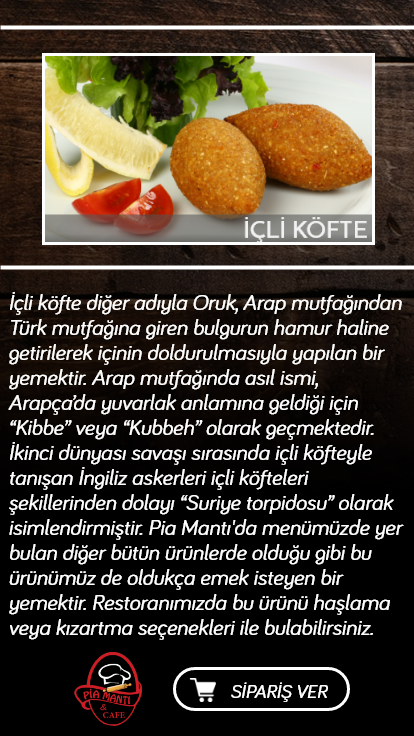 İÇLİ KÖFTE
İçli köfte diğer adıyla Oruk, Arap mutfağından
Türk mutfağına giren bulgurun hamur haline
getirilerek içinin doldurulmasıyla yapılan bir
yemektir. Arap mutfağında asıl ismi,
Arapça’da yuvarlak anlamına geldiği için
“Kibbe” veya “Kubbeh” olarak geçmektedir.
İkinci dünyası savaşı sırasında içli köfteyle
tanışan İngiliz askerleri içli köfteleri
şekillerinden dolayı “Suriye torpidosu” olarak
isimlendirmiştir. Pia Mantı'da menümüzde yer
bulan diğer bütün ürünlerde olduğu gibi bu
ürünümüz de oldukça emek isteyen bir
yemektir. Restoranımızda bu ürünü haşlama
veya kızartma seçenekleri ile bulabilirsiniz.
PİA MANTI
& CAFE
SİPARİŞ VER